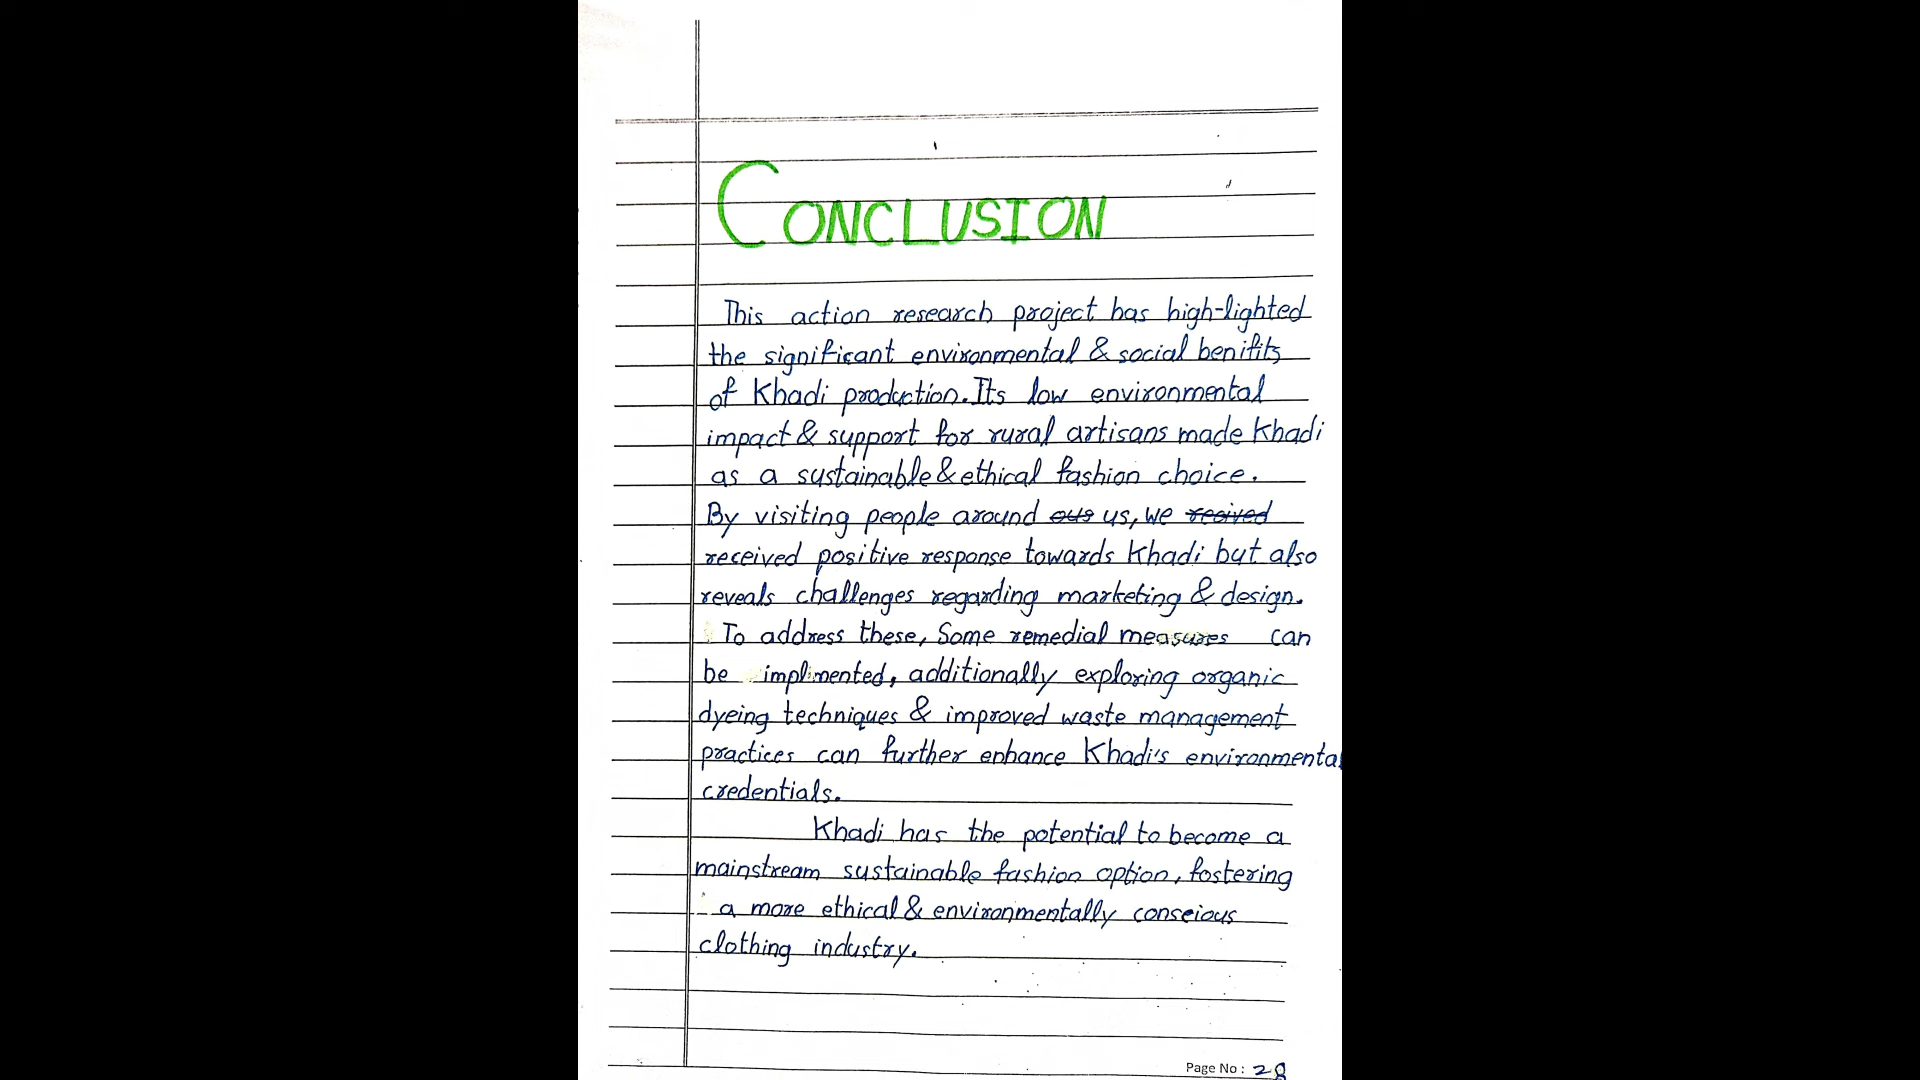 CONCLUSION
This action research project has high-lighted
the significant environmental & social benifits
of Khadi production. Its low environmental
impact & support for rural artisans made Khadi
as a sustainable & ethical fashion choice.
By visiting people around ous us, we recived
received positive response towards Khadi but also
reveals challenges regarding marketing & design.
To address these, Some remedial measures can
be implimented, additionally exploring organic
dyeing techniques & improved waste management
practices can further enhance Khadi's environmental
credentials.
Khadi has the potential to become a
mainstream sustainable fashion option, fostering
a more ethical & environmentally conscious
clothing industry.
Page No : 28